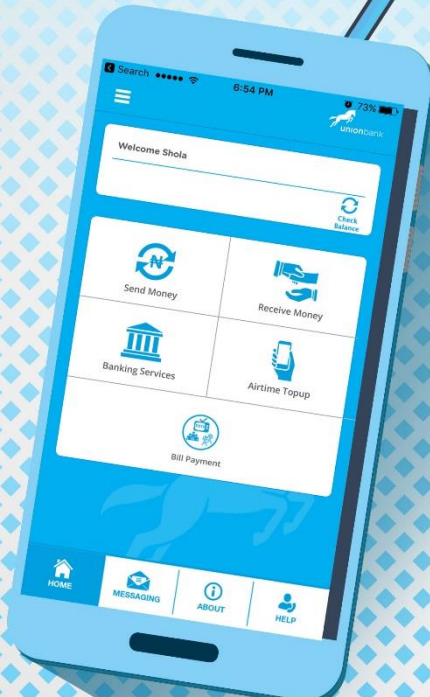 Search
6:54 PM
73%
unionbank
Welcome Shola
Check
Balance
Send Money
Receive Money
Banking Services
Airtime Topup
Bill Payment
HOME
MESSAGING
ABOUT
HELP